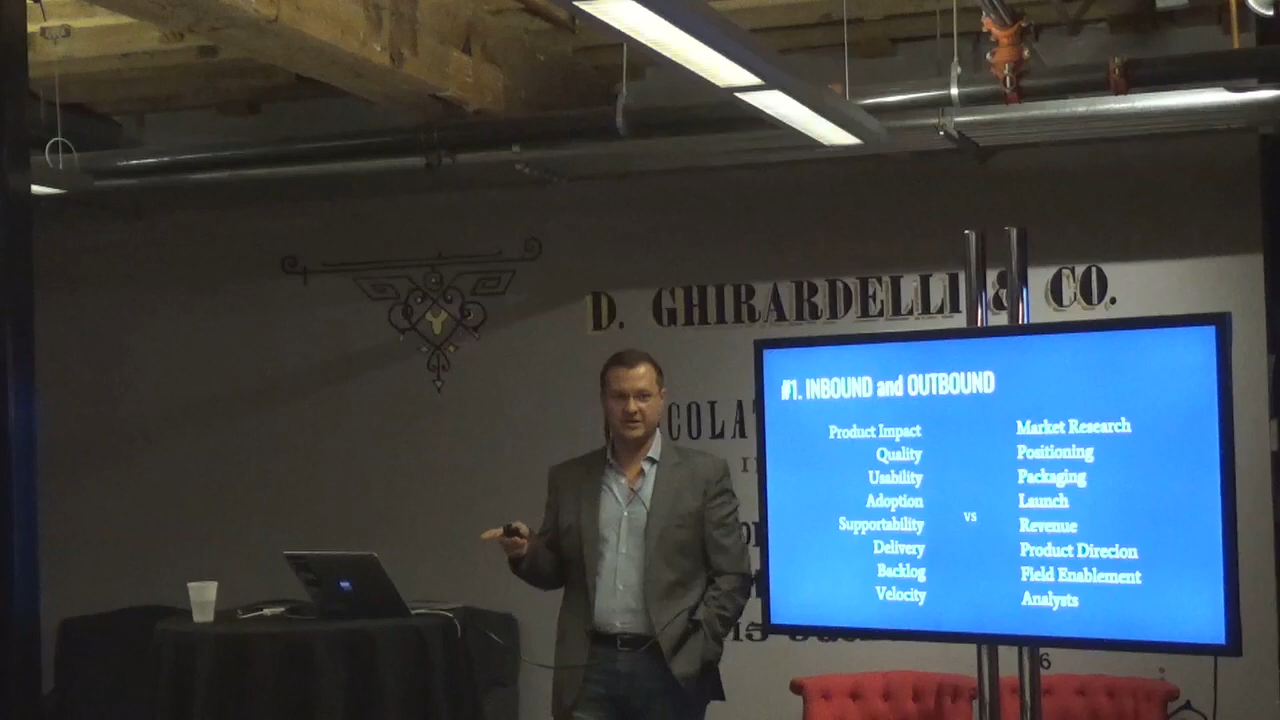 D. GHIRARDELLI & CO.
COLA
#1. INBOUND and OUTBOUND
Product Impact
Quality
Usability
Adoption
Supportability
Delivery
Backlog
Velocity
vs
Market Research
Positioning
Packaging
Launch
Revenue
Product Direcion
Field Enablement
Analysts